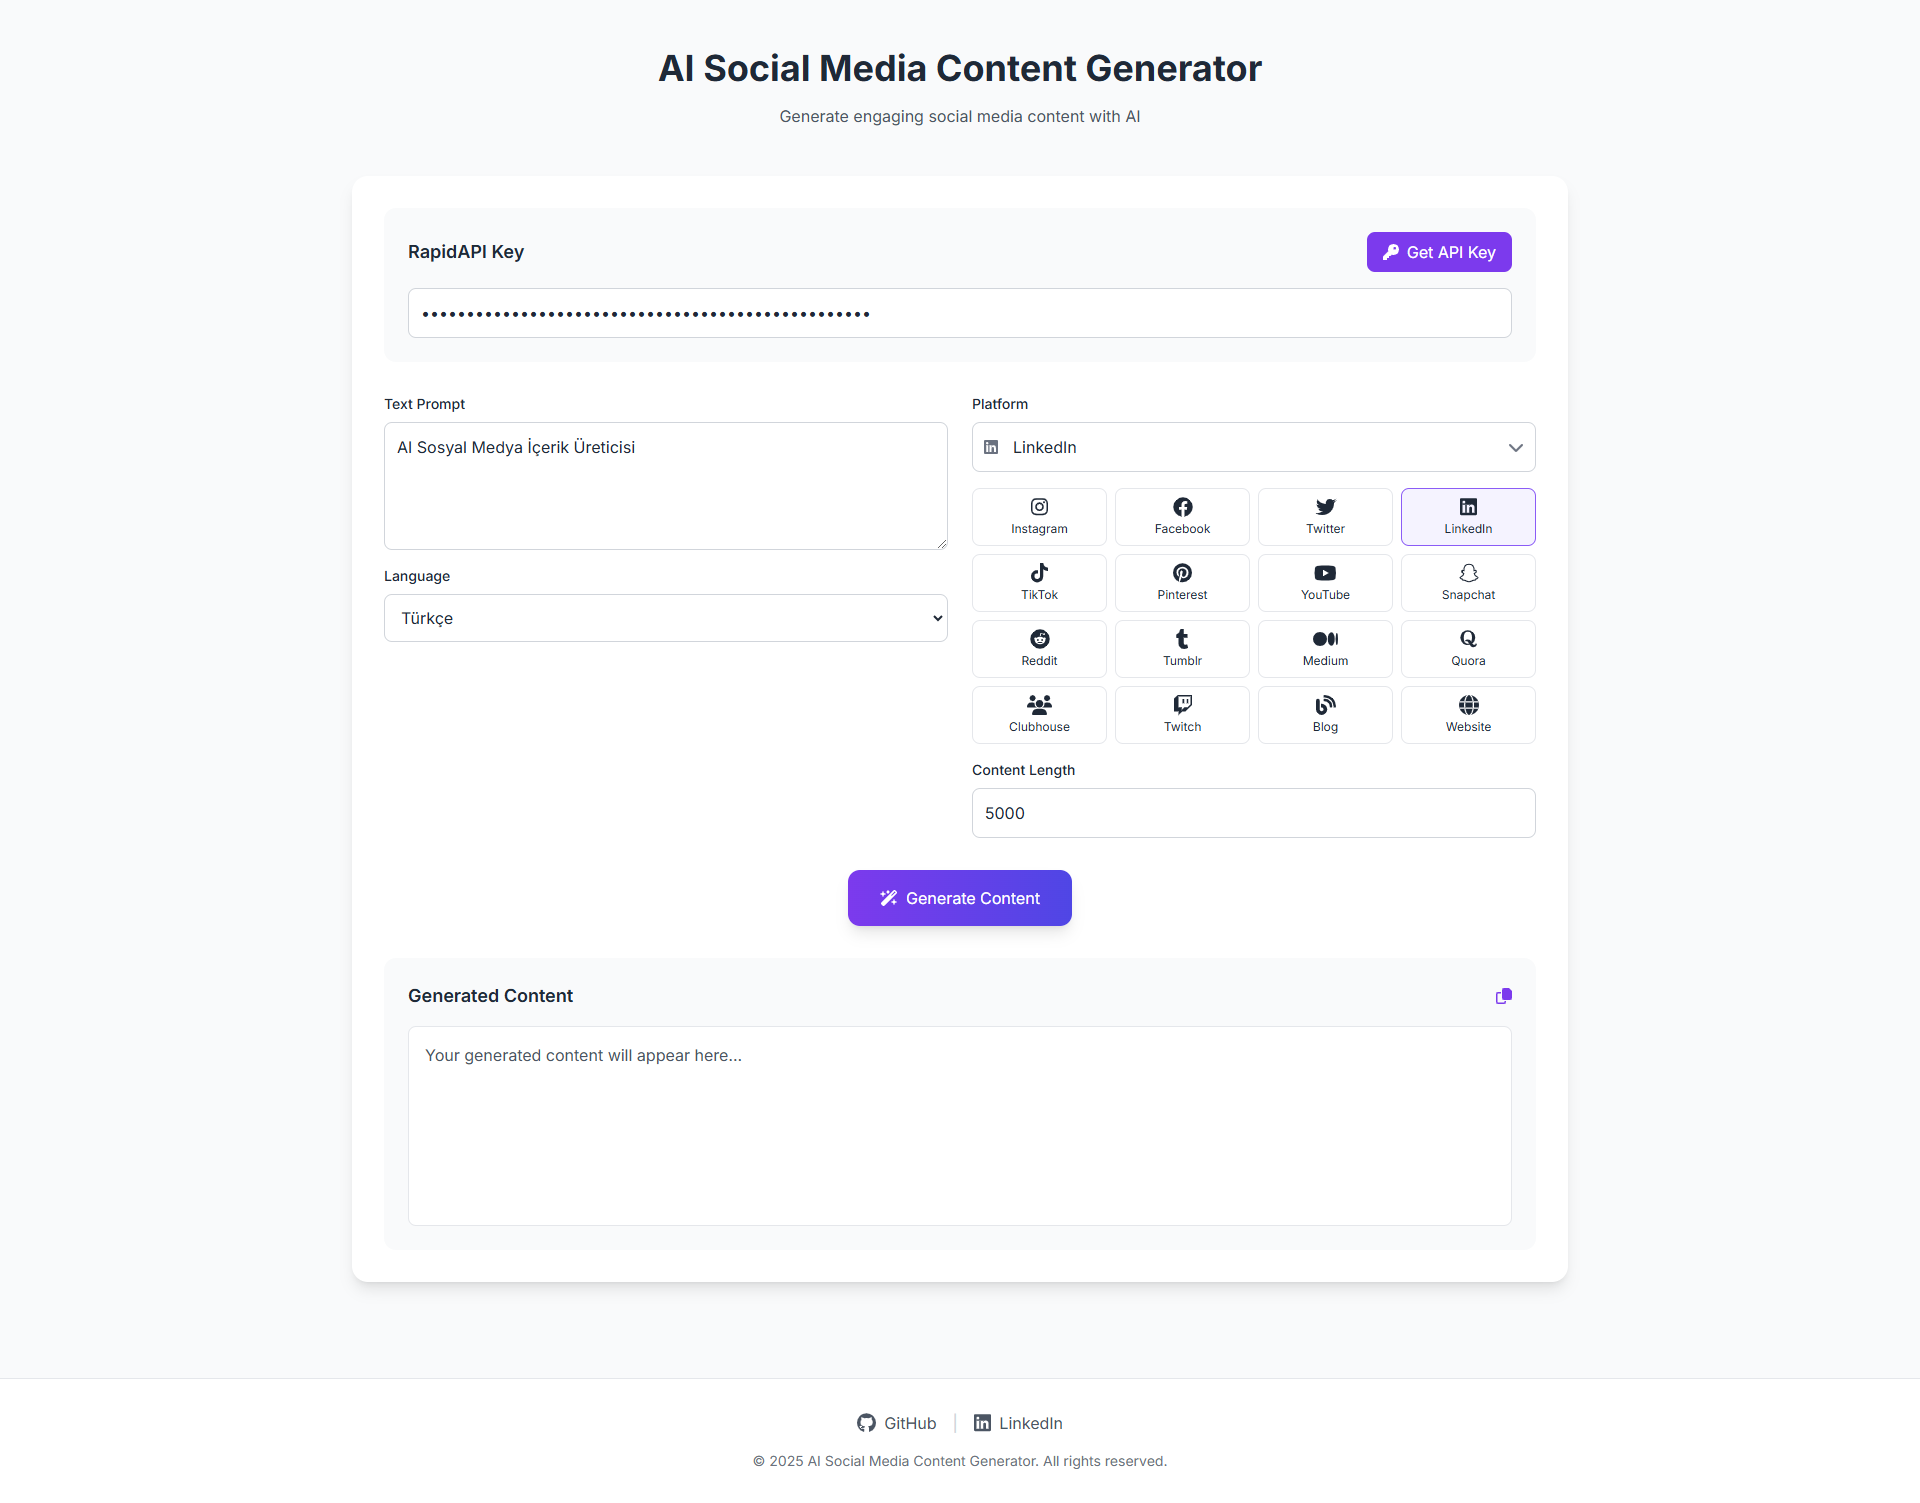 AI Social Media Content Generator
Generate engaging social media content with AI
RapidAPI Key
Get API Key
••••••••••••••••••••••••••••••••••••••••••••••••••
Text Prompt
AI Sosyal Medya İçerik Üreticisi
Language
Türkçe
Platform
LinkedIn
Instagram
Facebook
Twitter
LinkedIn
TikTok
Pinterest
YouTube
Snapchat
Reddit
Tumblr
Medium
Quora
Clubhouse
Twitch
Blog
Website
Content Length
5000
Generate Content
Generated Content
Your generated content will appear here...
GitHub
LinkedIn
© 2025 AI Social Media Content Generator. All rights reserved.